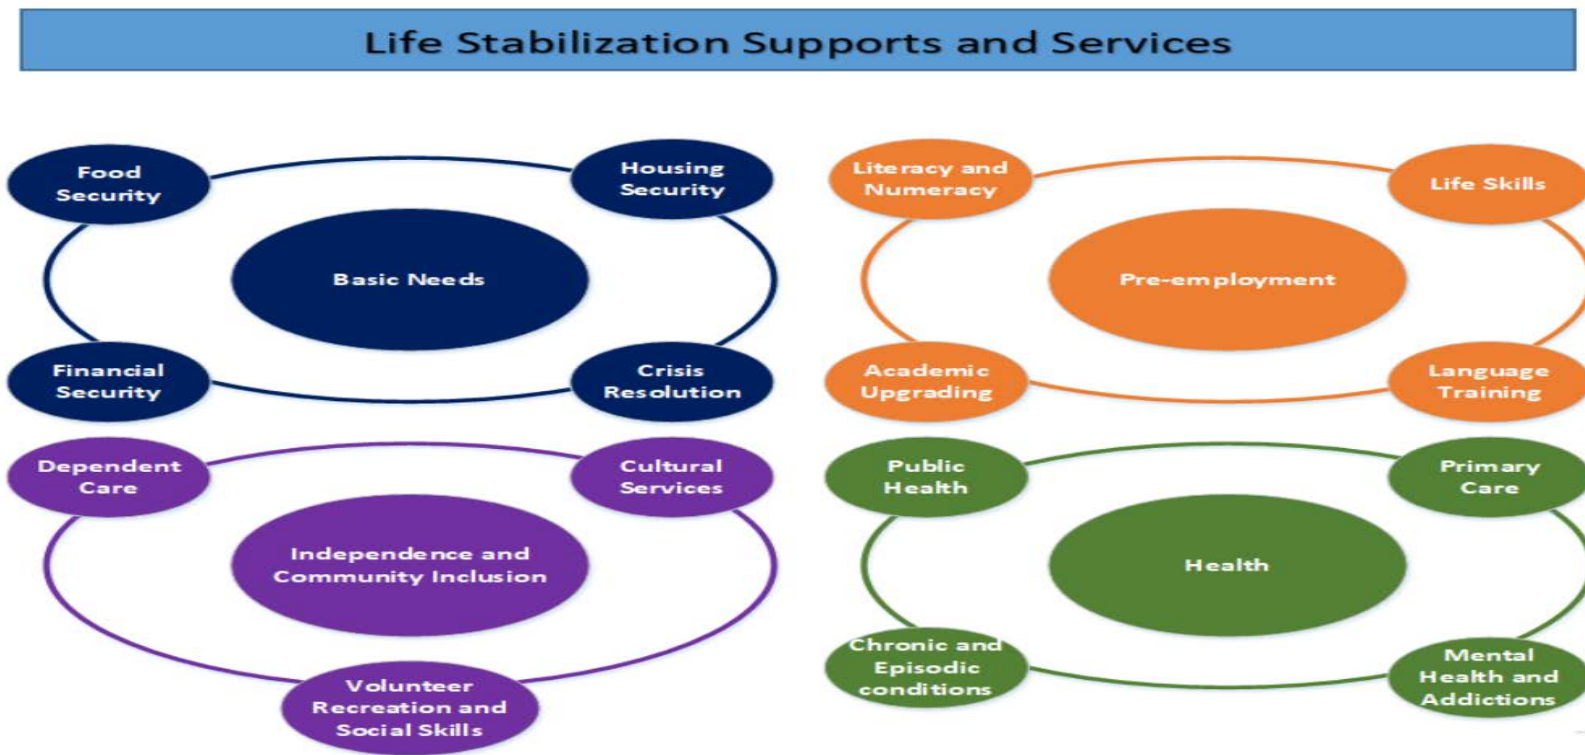 Life Stabilization Supports and Services
Food
Security
Housing
Security
Basic Needs
Financial
Security
Crisis
Resolution
Literacy and
Numeracy
Life Skills
Pre-employment
Academic
Upgrading
Language
Training
Dependent
Care
Cultural
Services
Independence and
Community Inclusion
Volunteer
Recreation and
Social Skills
Public
Health
Primary
Care
Health
Chronic and
Episodic
conditions
Mental
Health and
Addictions